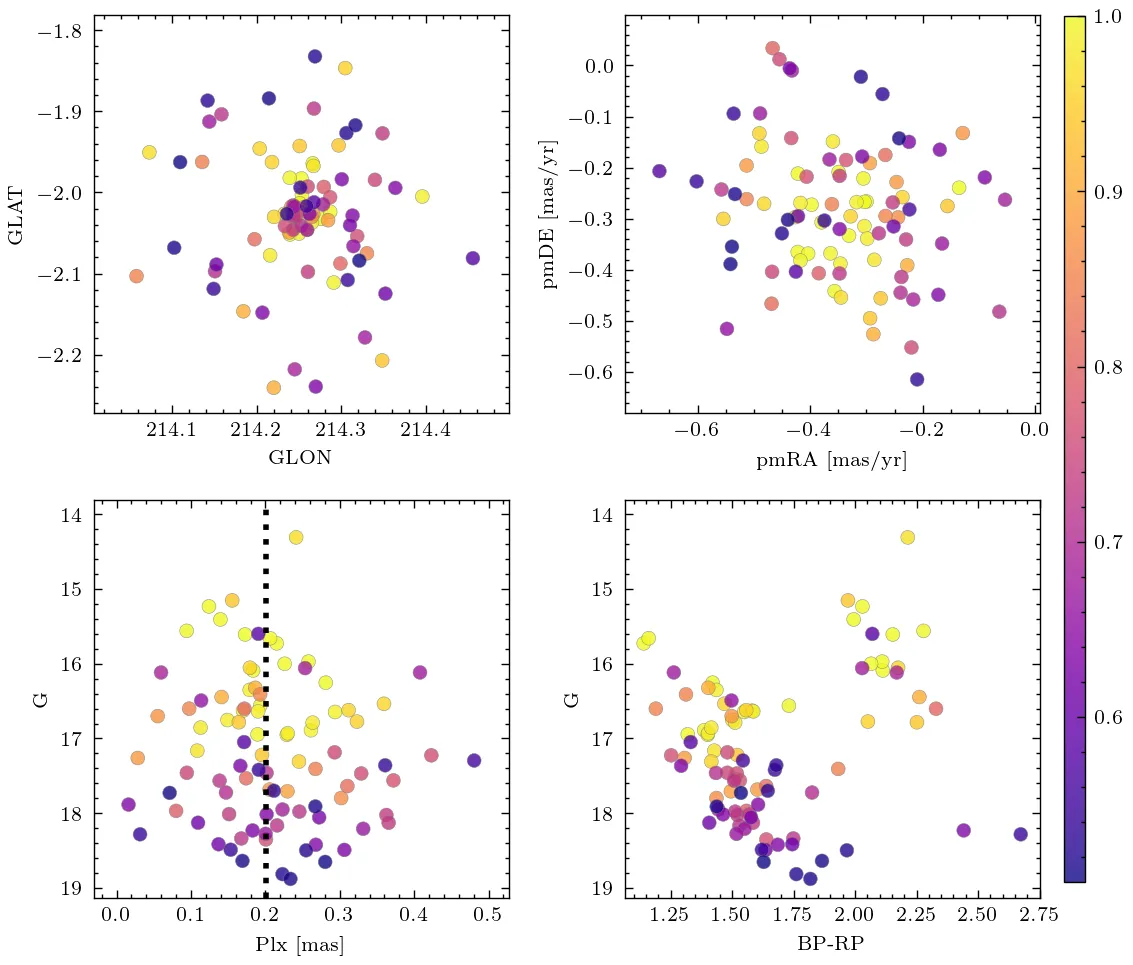 −1.8
−1.9
−2.0
−2.1
−2.2
GLAT
214.1 214.2 214.3 214.4
GLON
0.0
−0.1
−0.2
−0.3
−0.4
−0.5
−0.6
pmDE [mas/yr]
−0.6 −0.4 −0.2 0.0
pmRA [mas/yr]
1.0
0.9
0.8
0.7
0.6
14
15
16
17
18
19
G
0.0 0.1 0.2 0.3 0.4 0.5
Plx [mas]
14
15
16
17
18
19
G
1.25 1.50 1.75 2.00 2.25 2.50 2.75
BP-RP